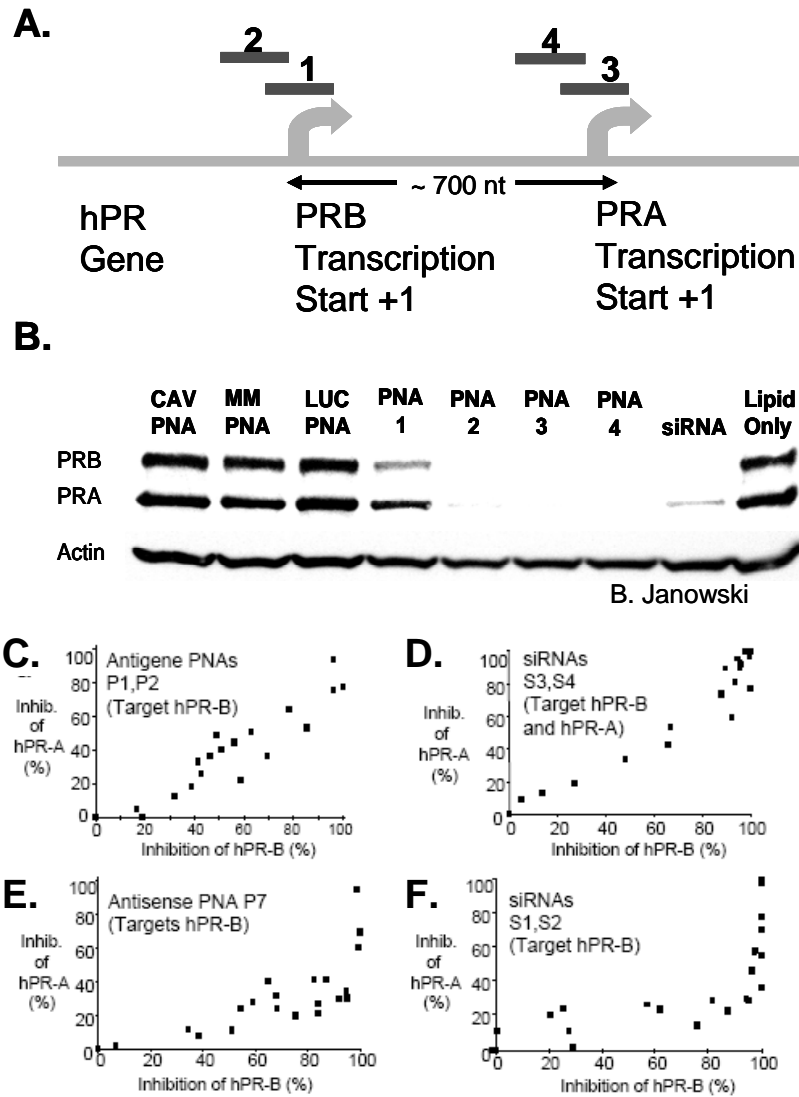 A.
2
1
4
3
~ 700 nt
hPR
Gene
PRB
Transcription
Start +1
PRA
Transcription
Start +1
B.
CAV
PNA
MM
PNA
LUC
PNA
PNA
1
PNA
2
PNA
3
PNA
4
siRNA
Lipid
Only
PRB
PRA
Actin
B. Janowski
C.
Antigene PNAs
P1,P2
(Target hPR-B)
Inhib.
of
hPR-A
(%)
100
80
60
40
20
0
0 20 40 60 80 100
Inhibition of hPR-B (%)
D.
siRNAs
S3,S4
(Target hPR-B
and hPR-A)
Inhib.
of
hPR-A
(%)
100
80
60
40
20
0
0 20 40 60 80 100
Inhibition of hPR-B (%)
E.
Antisense PNA P7
(Targets hPR-B)
Inhib.
of
hPR-A
(%)
100
80
60
40
20
0
0 20 40 60 80 100
Inhibition of hPR-B (%)
F.
siRNAs
S1,S2
(Target hPR-B)
Inhib.
of
hPR-A
(%)
100
80
60
40
20
0
0 20 40 60 80 100
Inhibition of hPR-B (%)